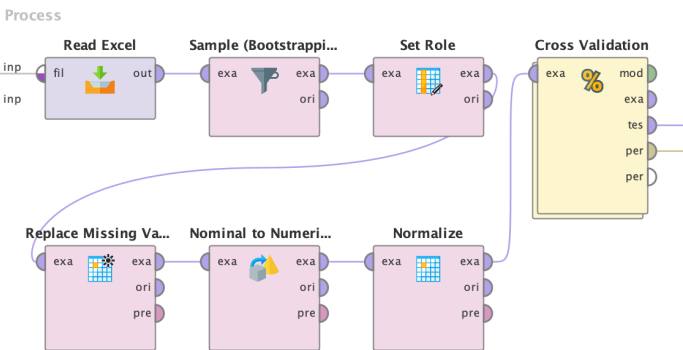 Process
Read Excel
Sample (Bootstrappi...
Set Role
Cross Validation
inp
fil
out
exa
exa
exa
exa
exa
mod
inp
ori
ori
exa
tes
per
per
Replace Missing Va...
Nominal to Numeri...
Normalize
exa
exa
exa
exa
exa
exa
ori
ori
ori
pre
pre
pre